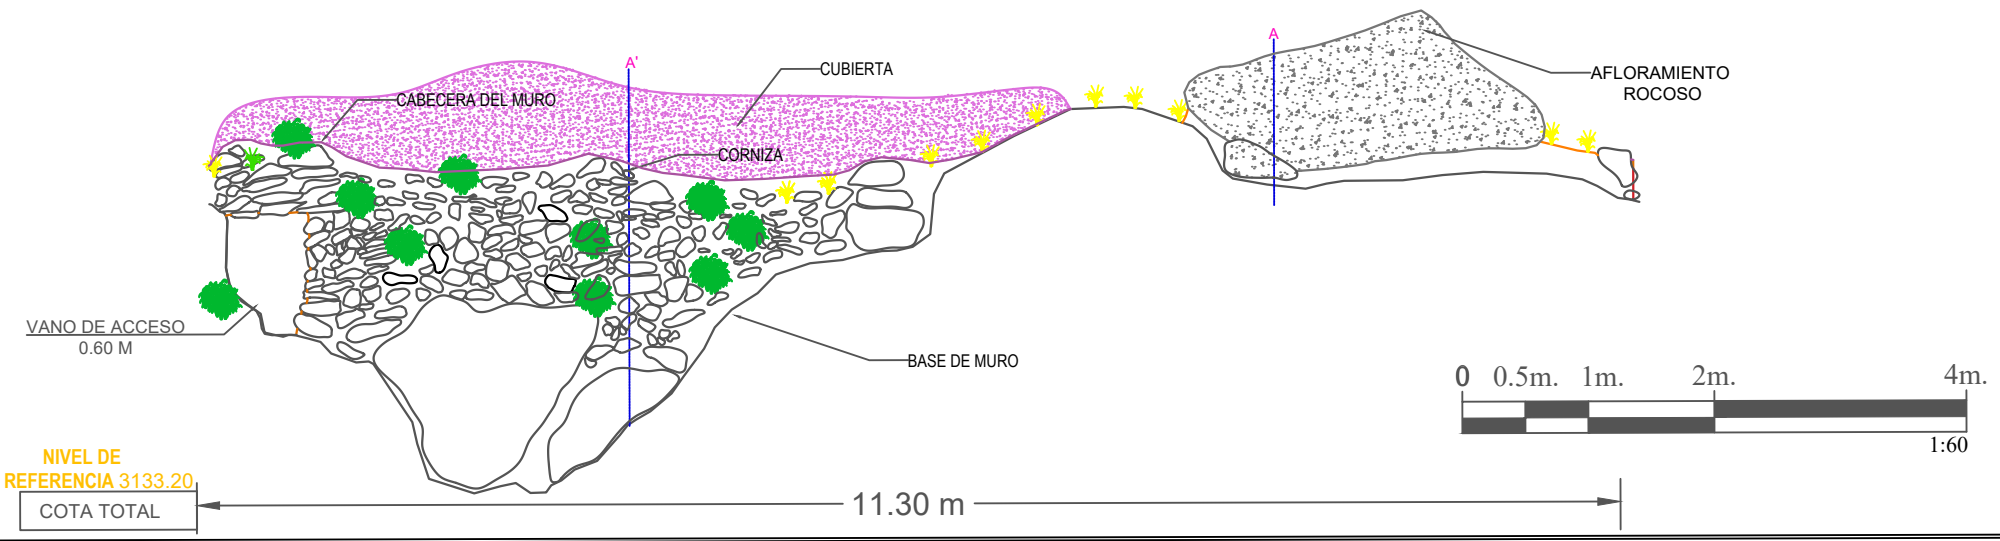 A'
A
CUBIERTA
AFLORAMIENTO
ROCOSO
CABECERA DEL MURO
CORNIZA
VANO DE ACCESO
0.60 M
BASE DE MURO
0 0.5m. 1m. 2m. 4m.
1:60
NIVEL DE
REFERENCIA 3133.20
COTA TOTAL
11.30 m